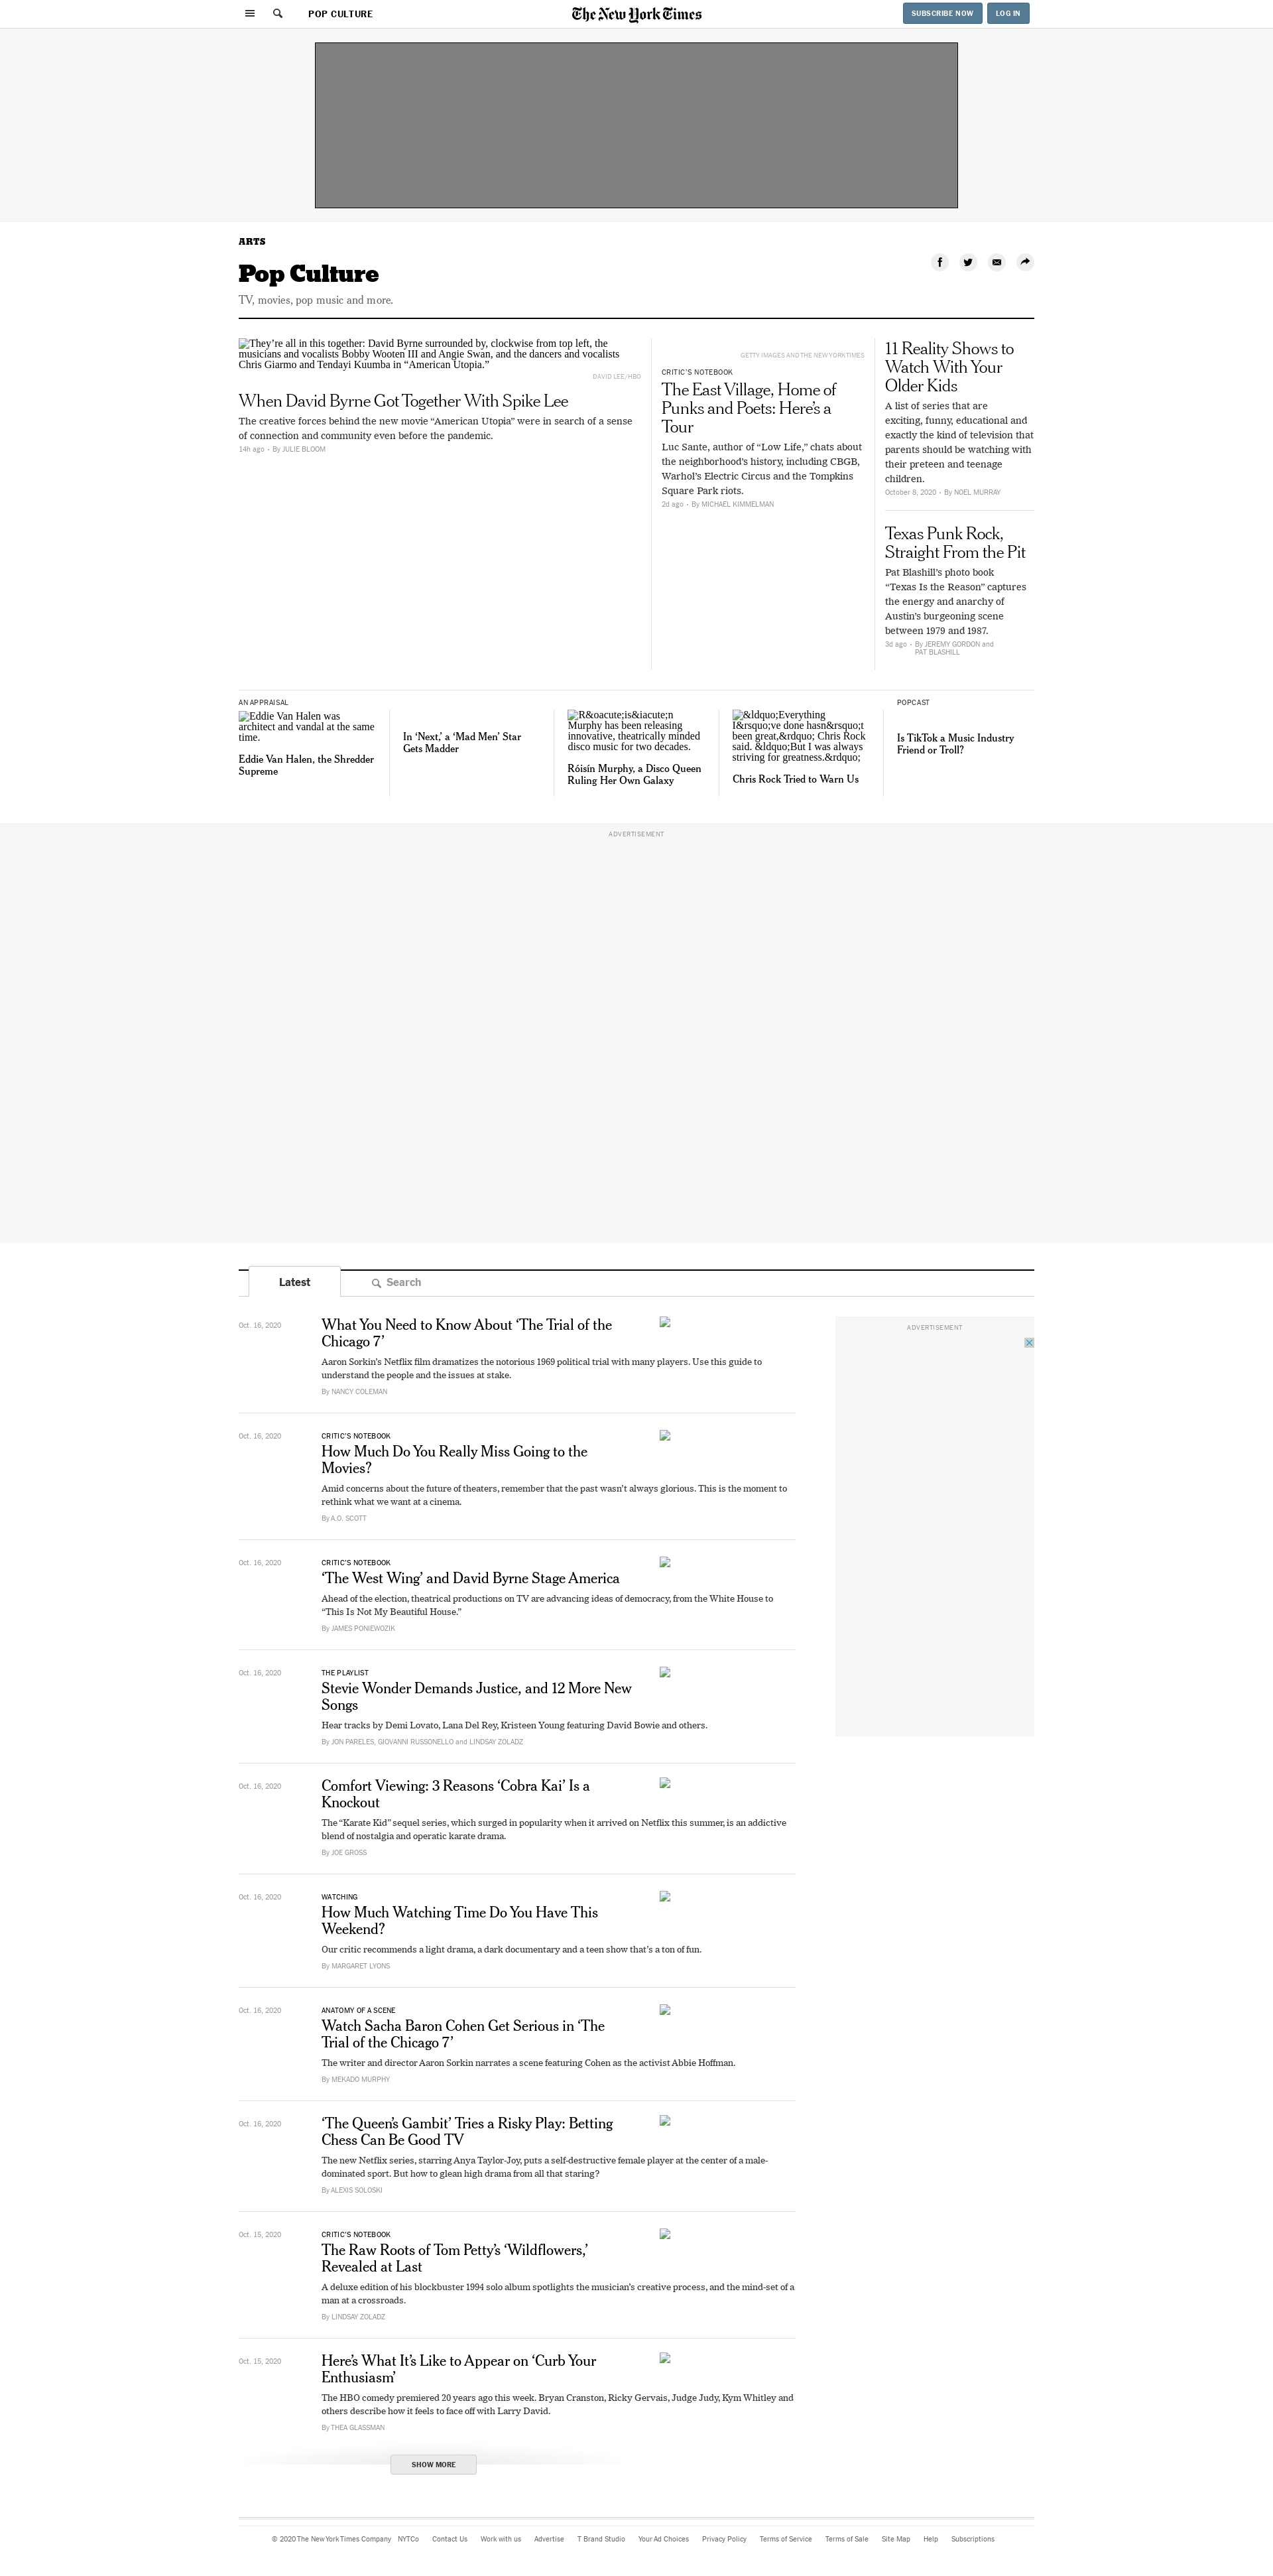 POP CULTURE
The New York Times
SUBSCRIBE NOW
LOG IN
ARTS
Pop Culture
TV, movies, pop music and more.
They’re all in this together: David Byrne surrounded by, clockwise from top left, the
musicians and vocalists Bobby Wooten III and Angie Swan, and the dancers and vocalists
Chris Giarmo and Tendayi Kuumba in “American Utopia.”
DAVID LEE/HBO
When David Byrne Got Together With Spike Lee
The creative forces behind the new movie “American Utopia” were in search of a sense
of connection and community even before the pandemic.
14h ago - By JULIE BLOOM
GETTY IMAGES AND THE NEW YORK TIMES
CRITIC’S NOTEBOOK
The East Village, Home of
Punks and Poets: Here’s a
Tour
Luc Sante, author of “Low Life,” chats about
the neighborhood’s history, including CBGB,
Warhol’s Electric Circus and the Tompkins
Square Park riots.
2d ago - By MICHAEL KIMMELMAN
11 Reality Shows to
Watch With Your
Older Kids
A list of series that are
exciting, funny, educational and
exactly the kind of television that
parents should be watching with
their preteen and teenage
children.
October 8, 2020 - By NOEL MURRAY
Texas Punk Rock,
Straight From the Pit
Pat Blashill’s photo book
“Texas Is the Reason” captures
the energy and anarchy of
Austin’s burgeoning scene
between 1979 and 1987.
3d ago - By JEREMY GORDON and
PAT BLASHILL
AN APPRAISAL
Eddie Van Halen was
architect and vandal at the same
time.
Eddie Van Halen, the Shredder
Supreme
In ‘Next,’ a ‘Mad Men’ Star
Gets Madder
R&oacute;is&iacute;n
Murphy has been releasing
innovative, theatrically minded
disco music for two decades.
Róisín Murphy, a Disco Queen
Ruling Her Own Galaxy
&ldquo;Everything
I&rsquo;ve done hasn&rsquo;t
been great,&rdquo; Chris Rock
said. &ldquo;But I was always
striving for greatness.&rdquo;
Chris Rock Tried to Warn Us
POPCAST
Is TikTok a Music Industry
Friend or Troll?
ADVERTISEMENT
Latest
Search
ADVERTISEMENT
Oct. 16, 2020
What You Need to Know About ‘The Trial of the
Chicago 7’
Aaron Sorkin’s Netflix film dramatizes the notorious 1969 political trial with many players. Use this guide to
understand the people and the issues at stake.
By NANCY COLEMAN
Oct. 16, 2020
CRITIC’S NOTEBOOK
How Much Do You Really Miss Going to the
Movies?
Amid concerns about the future of theaters, remember that the past wasn’t always glorious. This is the moment to
rethink what we want at a cinema.
By A.O. SCOTT
Oct. 16, 2020
CRITIC’S NOTEBOOK
‘The West Wing’ and David Byrne Stage America
Ahead of the election, theatrical productions on TV are advancing ideas of democracy, from the White House to
“This Is Not My Beautiful House.”
By JAMES PONIEWOZIK
Oct. 16, 2020
THE PLAYLIST
Stevie Wonder Demands Justice, and 12 More New
Songs
Hear tracks by Demi Lovato, Lana Del Rey, Kristeen Young featuring David Bowie and others.
By JON PARELES, GIOVANNI RUSSONELLO and LINDSAY ZOLADZ
Oct. 16, 2020
Comfort Viewing: 3 Reasons ‘Cobra Kai’ Is a
Knockout
The “Karate Kid” sequel series, which surged in popularity when it arrived on Netflix this summer, is an addictive
blend of nostalgia and operatic karate drama.
By JOE GROSS
Oct. 16, 2020
WATCHING
How Much Watching Time Do You Have This
Weekend?
Our critic recommends a light drama, a dark documentary and a teen show that’s a ton of fun.
By MARGARET LYONS
Oct. 16, 2020
ANATOMY OF A SCENE
Watch Sacha Baron Cohen Get Serious in ‘The
Trial of the Chicago 7’
The writer and director Aaron Sorkin narrates a scene featuring Cohen as the activist Abbie Hoffman.
By MEKADO MURPHY
Oct. 16, 2020
‘The Queen’s Gambit’ Tries a Risky Play: Betting
Chess Can Be Good TV
The new Netflix series, starring Anya Taylor-Joy, puts a self-destructive female player at the center of a male-
dominated sport. But how to glean high drama from all that staring?
By ALEXIS SOLOSKI
Oct. 15, 2020
CRITIC’S NOTEBOOK
The Raw Roots of Tom Petty’s ‘Wildflowers,’
Revealed at Last
A deluxe edition of his blockbuster 1994 solo album spotlights the musician’s creative process, and the mind-set of a
man at a crossroads.
By LINDSAY ZOLADZ
Oct. 15, 2020
Here’s What It’s Like to Appear on ‘Curb Your
Enthusiasm’
The HBO comedy premiered 20 years ago this week. Bryan Cranston, Ricky Gervais, Judge Judy, Kym Whitley and
others describe how it feels to face off with Larry David.
By THEA GLASSMAN
SHOW MORE
© 2020 The New York Times Company NYTCo Contact Us Work with us Advertise T Brand Studio Your Ad Choices Privacy Policy Terms of Service Terms of Sale Site Map Help Subscriptions